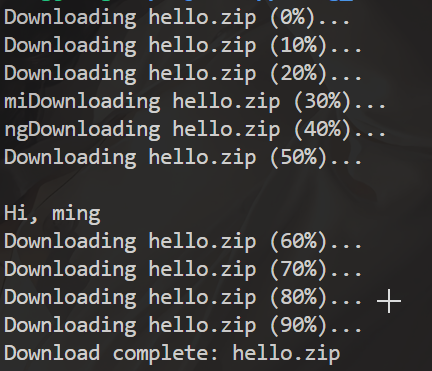 Downloading hello.zip (0%)...
Downloading hello.zip (10%)...
Downloading hello.zip (20%)...
miDownloading hello.zip (30%)...
ngDownloading hello.zip (40%)...
Downloading hello.zip (50%)...

Hi, ming
Downloading hello.zip (60%)...
Downloading hello.zip (70%)...
Downloading hello.zip (80%)...
Downloading hello.zip (90%)...
Download complete: hello.zip